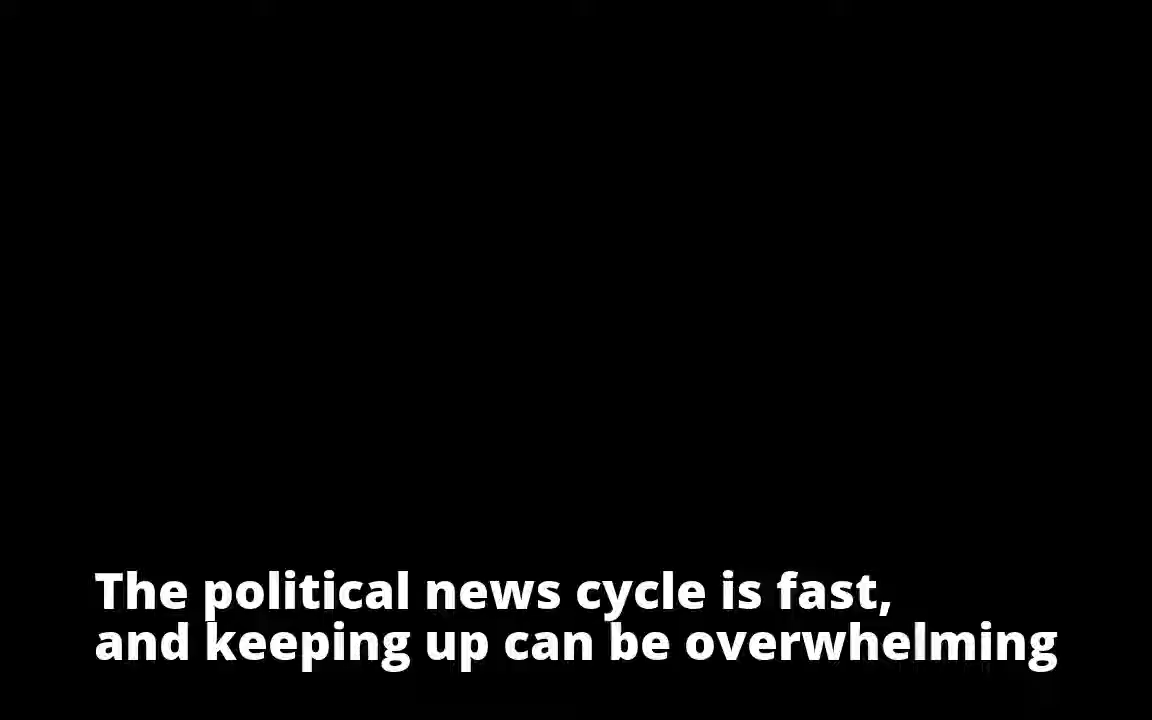 The political news cycle is fast,
and keeping up can be overwhelming